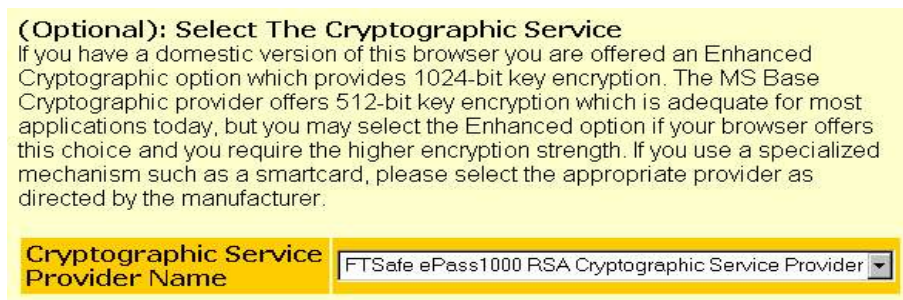 (Optional): Select The Cryptographic Service
If you have a domestic version of this browser you are offered an Enhanced
Cryptographic option which provides 1024-bit key encryption. The MS Base
Cryptographic provider offers 512-bit key encryption which is adequate for most
applications today, but you may select the Enhanced option if your browser offers
this choice and you require the higher encryption strength. If you use a specialized
mechanism such as a smartcard, please select the appropriate provider as
directed by the manufacturer.
Cryptographic Service
Provider Name
FTSafe ePass1000 RSA Cryptographic Service Provider